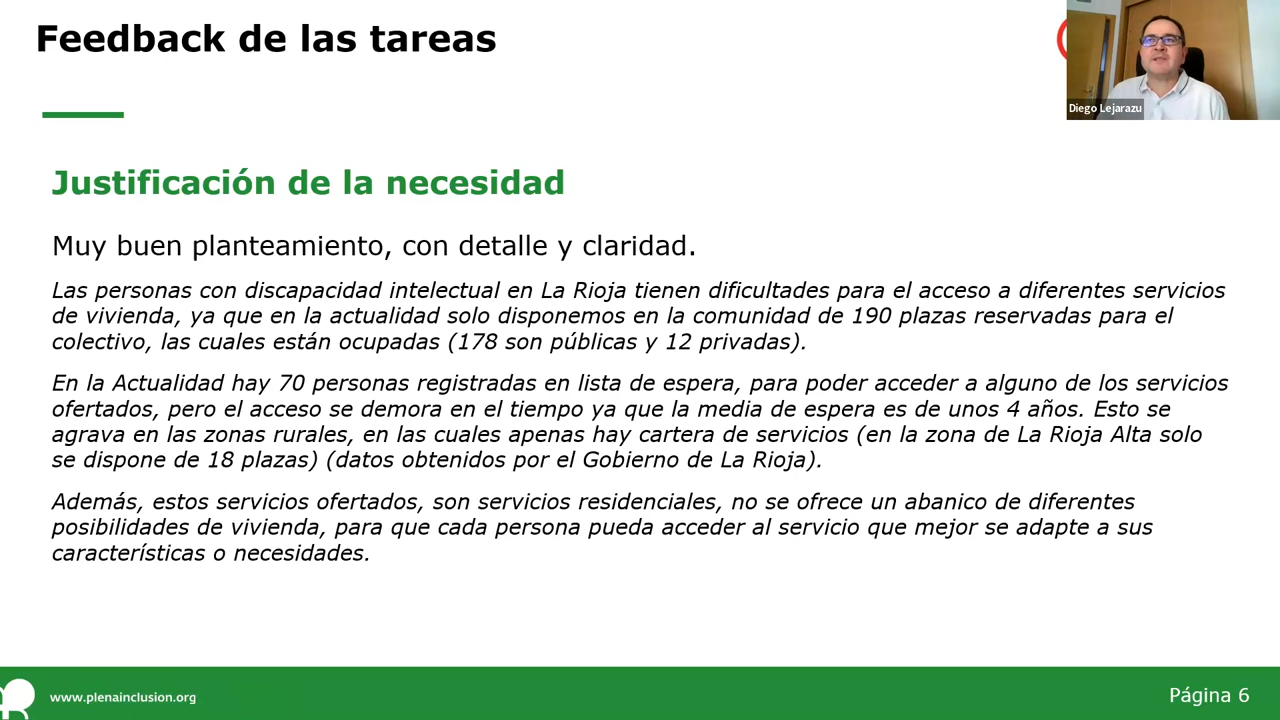 Feedback de las tareas
Diego Lejarazu
Justificación de la necesidad
Muy buen planteamiento, con detalle y claridad.
Las personas con discapacidad intelectual en La Rioja tienen dificultades para el acceso a diferentes servicios
de vivienda, ya que en la actualidad solo disponemos en la comunidad de 190 plazas reservadas para el
colectivo, las cuales están ocupadas (178 son públicas y 12 privadas).
En la Actualidad hay 70 personas registradas en lista de espera, para poder acceder a alguno de los servicios
ofertados, pero el acceso se demora en el tiempo ya que la media de espera es de unos 4 años. Esto se
agrava en las zonas rurales, en las cuales apenas hay cartera de servicios (en la zona de La Rioja Alta solo
se dispone de 18 plazas) (datos obtenidos por el Gobierno de La Rioja).
Además, estos servicios ofertados, son servicios residenciales, no se ofrece un abanico de diferentes
posibilidades de vivienda, para que cada persona pueda acceder al servicio que mejor se adapte a sus
características o necesidades.
www.plenainclusion.org
Página 6